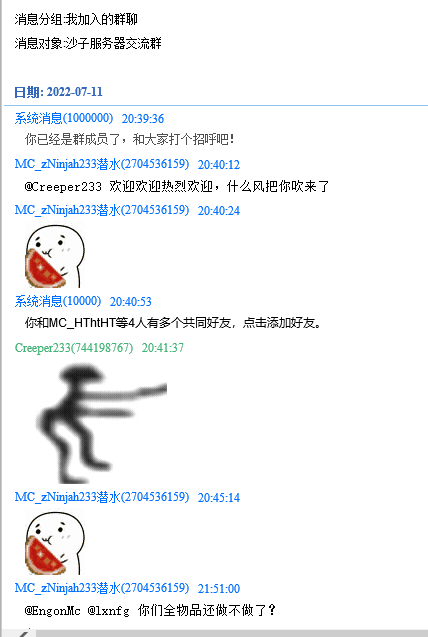 消息分组:我加入的群聊
消息对象:沙子服务器交流群
日期: 2022-07-11
系统消息(1000000) 20:39:36
你已经是群成员了，和大家打个招呼吧！
MC_zNinjah233潜水(2704536159) 20:40:12
@Creeper233 欢迎欢迎热烈欢迎，什么风把你吹来了
MC_zNinjah233潜水(2704536159) 20:40:24
系统消息(10000) 20:40:53
你和MC_HThtHT等4人有多个共同好友，点击添加好友。
Creeper233(744198767) 20:41:37
MC_zNinjah233潜水(2704536159) 20:45:14
MC_zNinjah233潜水(2704536159) 21:51:00
@EngonMc @lxnfg 你们全物品还做不做了？